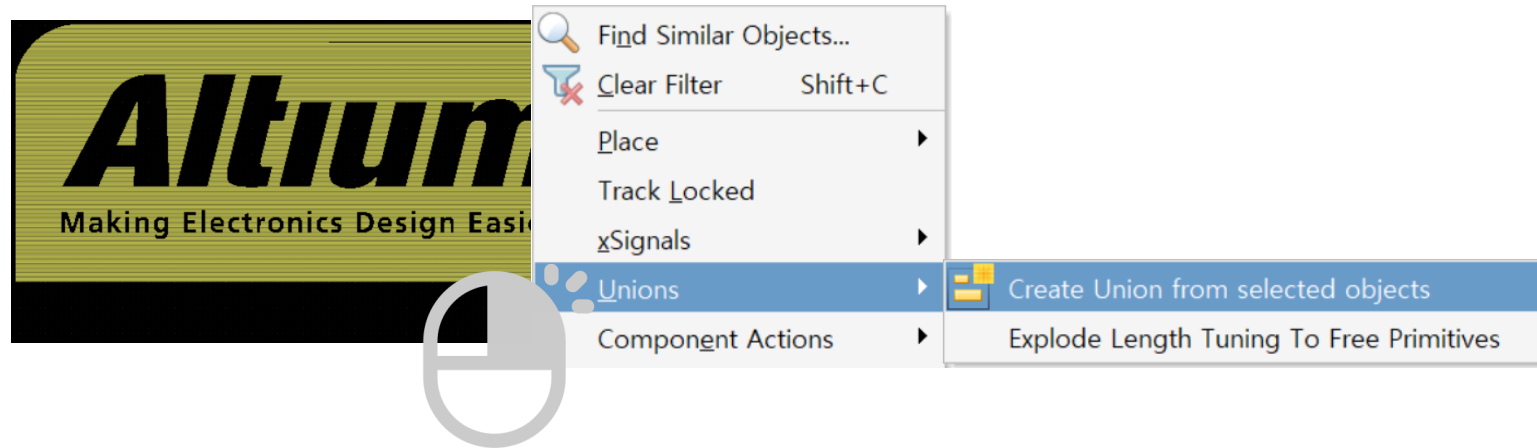 Altium
Making Electronics Design Easi
Find Similar Objects...
Clear Filter Shift+C
Place
Track Locked
xSignals
Unions
Component Actions
Create Union from selected objects
Explode Length Tuning To Free Primitives